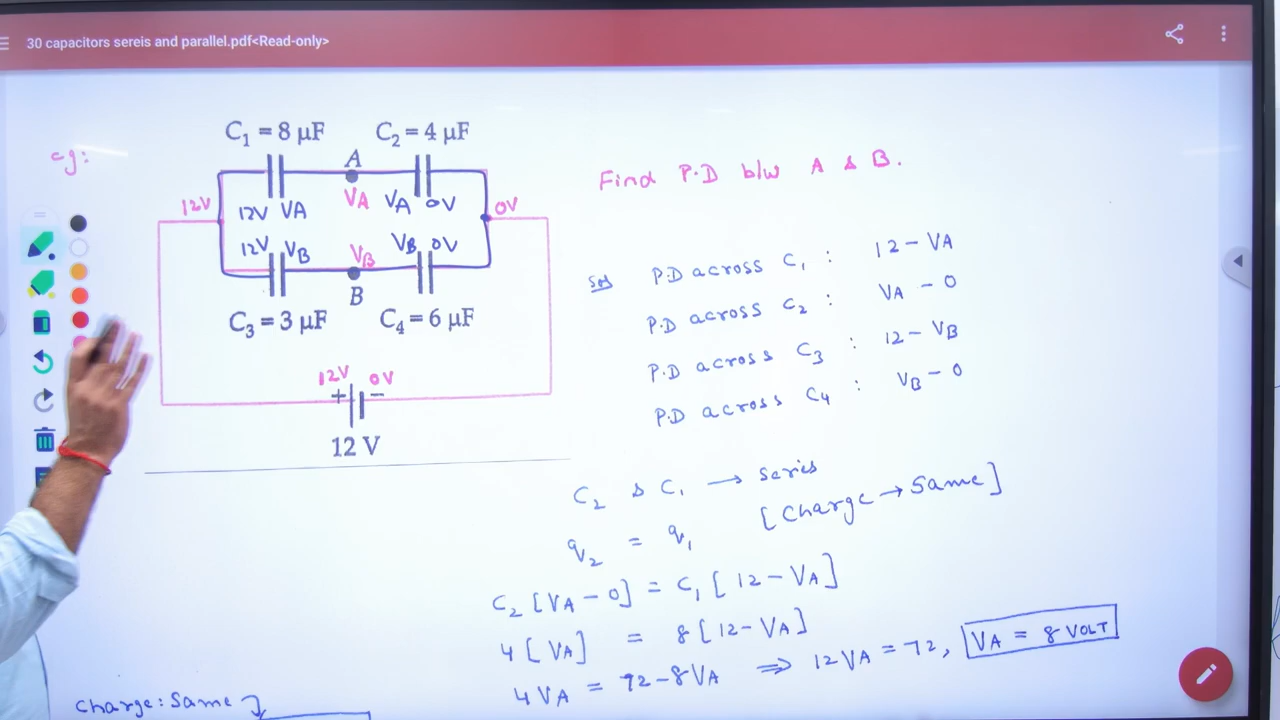 30 capacitors sereis and parallel.pdf<Read-only>
eg:
C₁ = 8 μF C₂ = 4 μF
A
12V 12V VA VA VA 0V 0V
12V VB VB VB 0V
B
C₃ = 3 μF C₄ = 6 μF
12V 0V
+ −
12 V
Find P.D b/w A & B.
Sol P.D across C₁ : 12 − VA
P.D across C₂ : VA − 0
P.D across C₃ : 12 − VB
P.D across C₄ : VB − 0
C₂ & C₁ → series
q₂ = q₁ [Charge → Same]
C₂ [VA − 0] = C₁ [12 − VA]
4 [VA] = 8 [12 − VA]
4VA = 72 − 8VA ⇒ 12VA = 72, VA = 8 VOLT
Charge : Same